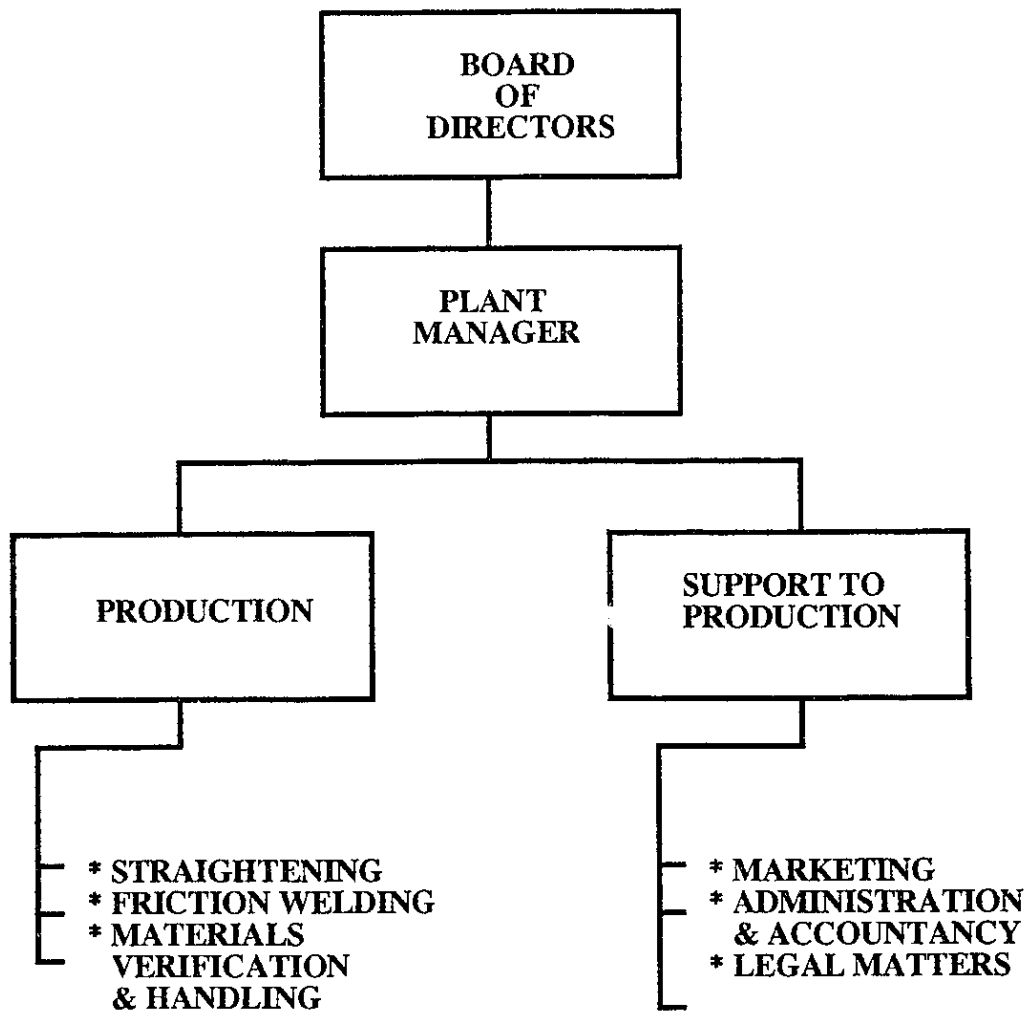 BOARD
OF
DIRECTORS
PLANT
MANAGER
PRODUCTION
SUPPORT TO
PRODUCTION
* STRAIGHTENING
* FRICTION WELDING
* MATERIALS
VERIFICATION
& HANDLING
* MARKETING
* ADMINISTRATION
& ACCOUNTANCY
* LEGAL MATTERS